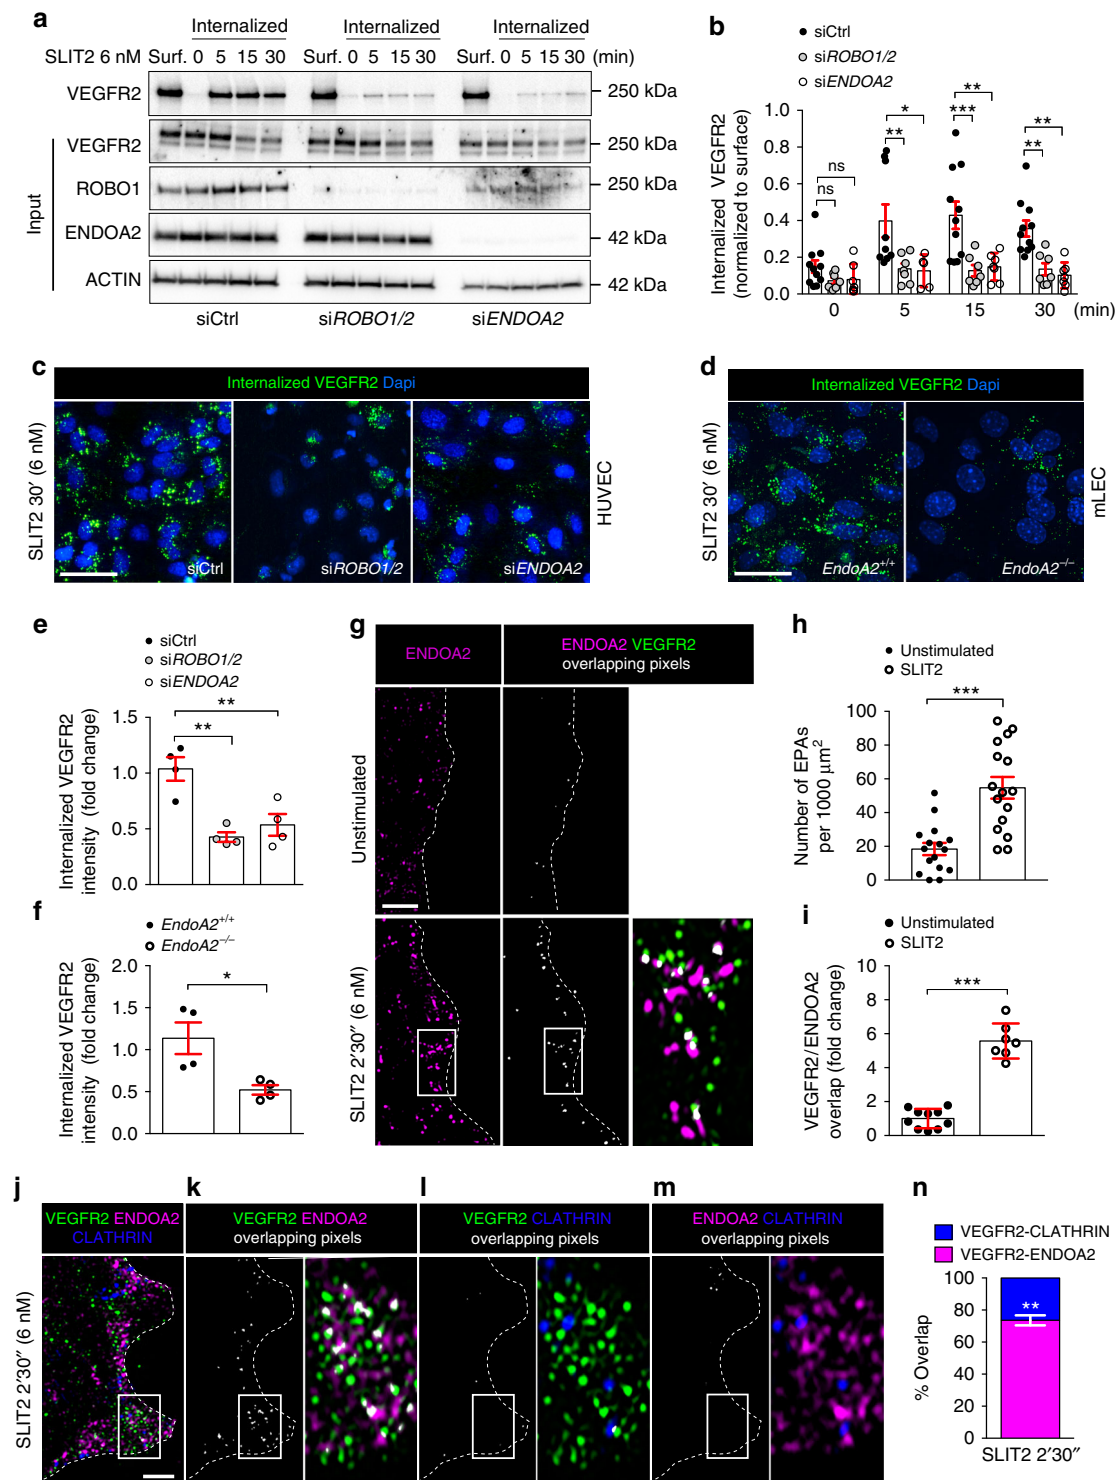 a
Internalized Internalized Internalized
SLIT2 6 nM Surf. 0 5 15 30 Surf. 0 5 15 30 Surf. 0 5 15 30 (min)
VEGFR2 250 kDa
Input
VEGFR2 250 kDa
ROBO1 250 kDa
ENDOA2 42 kDa
ACTIN 42 kDa
siCtrl siROBO1/2 siENDOA2
b
siCtrl
siROBO1/2
siENDOA2
Internalized VEGFR2
(normalized to surface)
1.0
0.8
0.6
0.4
0.2
0.0
ns
ns
*
**
**
***
**
**
0 5 15 30 (min)
c
Internalized VEGFR2 Dapi
SLIT2 30′ (6 nM)
siCtrl siROBO1/2 siENDOA2
HUVEC
d
Internalized VEGFR2 Dapi
SLIT2 30′ (6 nM)
EndoA2+/+ EndoA2−/−
mLEC
e
siCtrl
siROBO1/2
siENDOA2
Internalized VEGFR2
intensity (fold change)
1.5
1.0
0.5
0.0
**
**
f
EndoA2+/+
EndoA2−/−
Internalized VEGFR2
intensity (fold change)
2.0
1.5
1.0
0.5
0.0
*
g
ENDOA2
ENDOA2 VEGFR2
overlapping pixels
Unstimulated
SLIT2 2′30″ (6 nM)
h
Unstimulated
SLIT2
Number of EPAs
per 1000 μm2
100
80
60
40
20
0
***
i
Unstimulated
SLIT2
VEGFR2/ENDOA2
overlap (fold change)
10
8
6
4
2
0
***
j
VEGFR2 ENDOA2
CLATHRIN
SLIT2 2′30″ (6 nM)
k
VEGFR2 ENDOA2
overlapping pixels
l
VEGFR2 CLATHRIN
overlapping pixels
m
ENDOA2 CLATHRIN
overlapping pixels
n
VEGFR2-CLATHRIN
VEGFR2-ENDOA2
% Overlap
100
80
60
40
20
0
**
SLIT2 2′30″